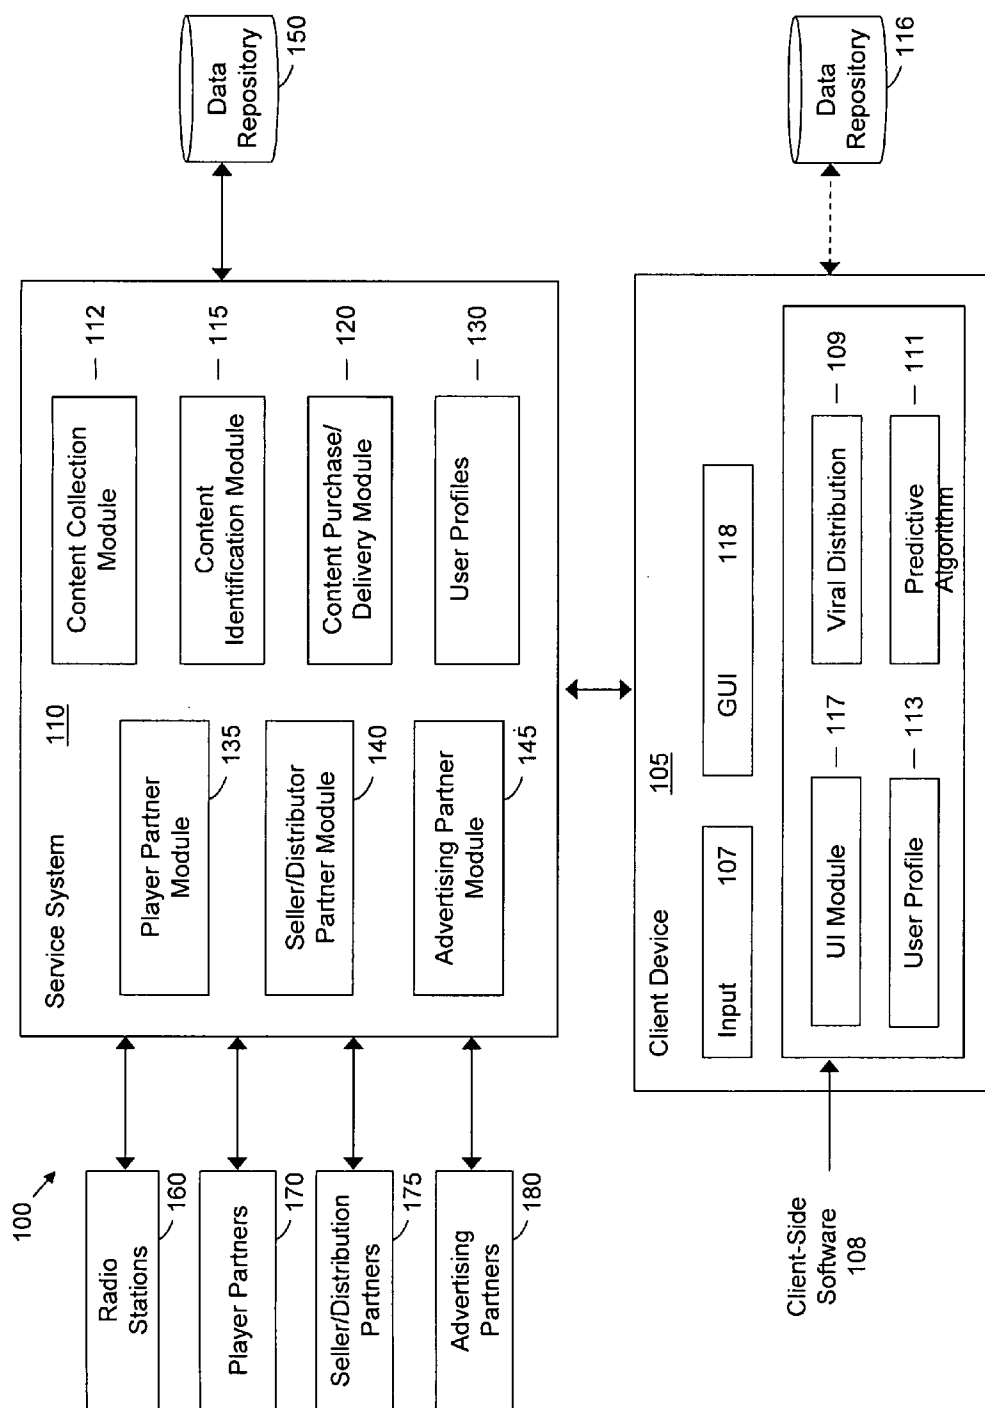 100
Radio
Stations
160
Player Partners
170
Seller/Distribution
Partners
175
Advertising
Partners
180
Service System
110
Player Partner
Module
135
Seller/Distributor
Partner Module
140
Advertising Partner
Module
145
Content Collection
Module
112
Content
Identification Module
115
Content Purchase/
Delivery Module
120
User Profiles
130
Data
Repository
150
Client-Side
Software
108
Client Device
105
Input 107
GUI 118
UI Module
117
Viral Distribution
109
User Profile
113
Predictive
Algorithm
111
Data
Repository
116